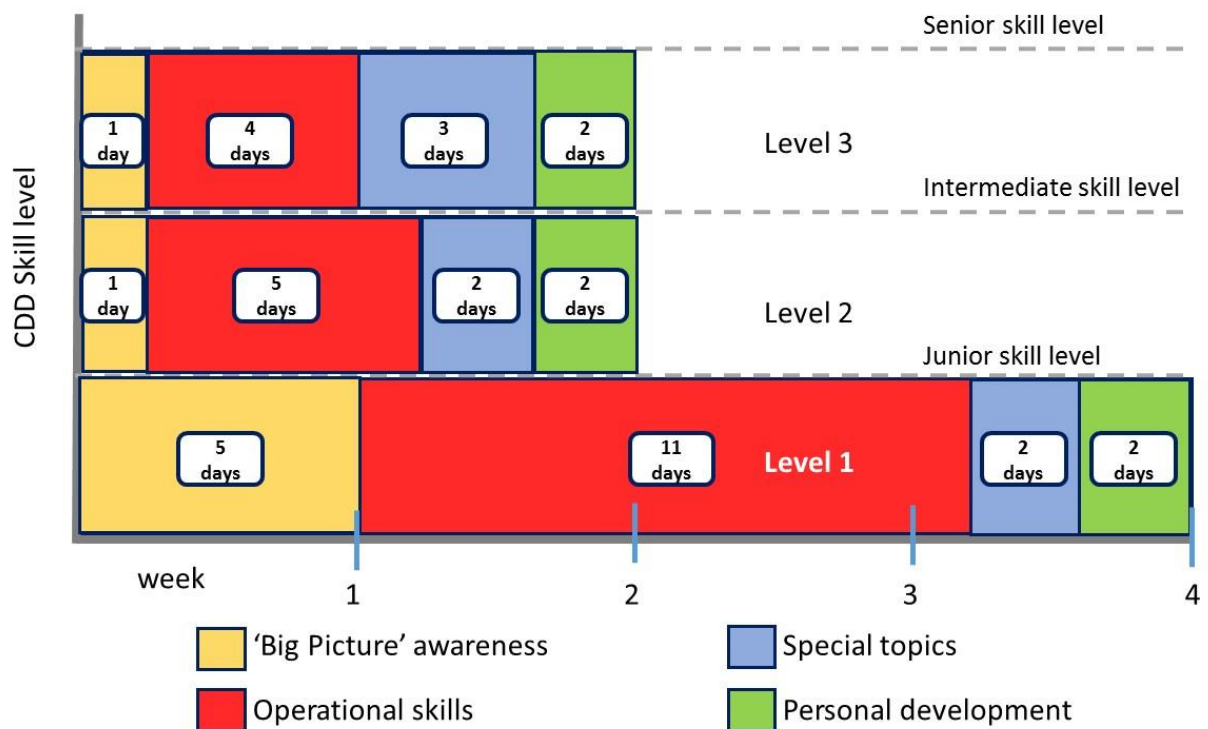 Senior skill level
1
day
4
days
3
days
2
days
Level 3
Intermediate skill level
CDD Skill level
1
day
5
days
2
days
2
days
Level 2
Junior skill level
5
days
11
days
Level 1
2
days
2
days
week
1
2
3
4
‘Big Picture’ awareness
Special topics
Operational skills
Personal development